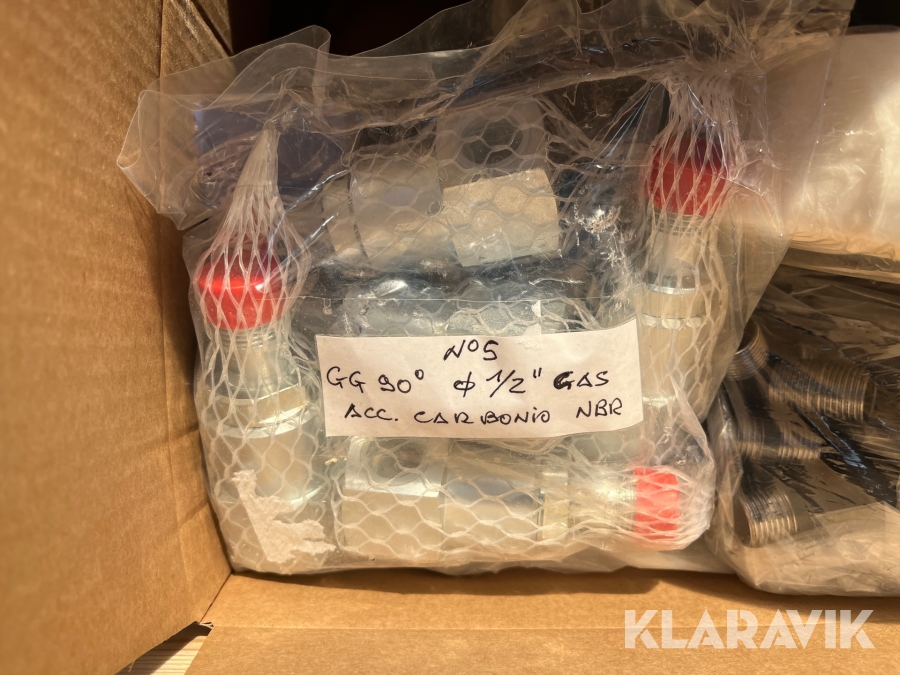 N°5
GG 90° ϕ 1/2" GAS
ACC. CARBONIO NBR
KLARAVIK